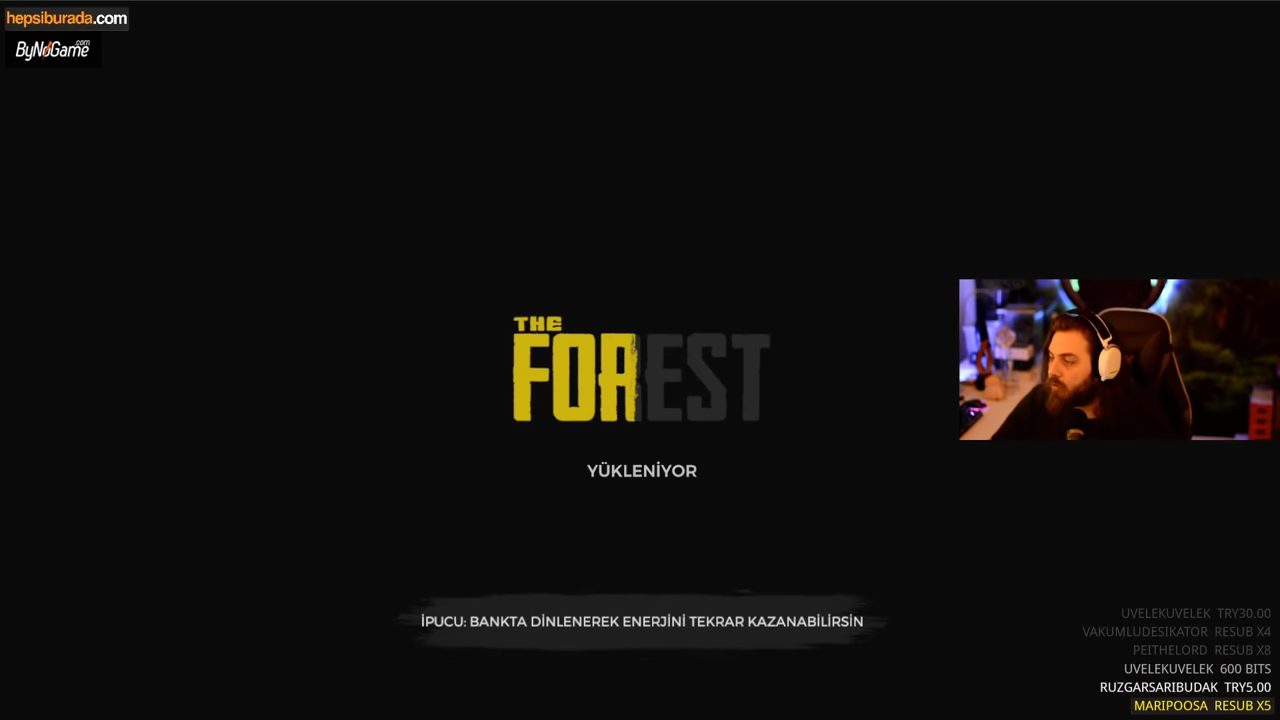 hepsiburada.com
ByNoGame.com
THE
FOREST
YÜKLENİYOR
İPUCU: BANKTA DİNLENEREK ENERJİNİ TEKRAR KAZANABİLİRSİN
UVELEKUVELEK TRY30.00
VAKUMLUDESIKATOR RESUB X4
PEITHELORD RESUB X8
UVELEKUVELEK 600 BITS
RUZGARSARIBUDAK TRY5.00
MARIPOOSA RESUB X5